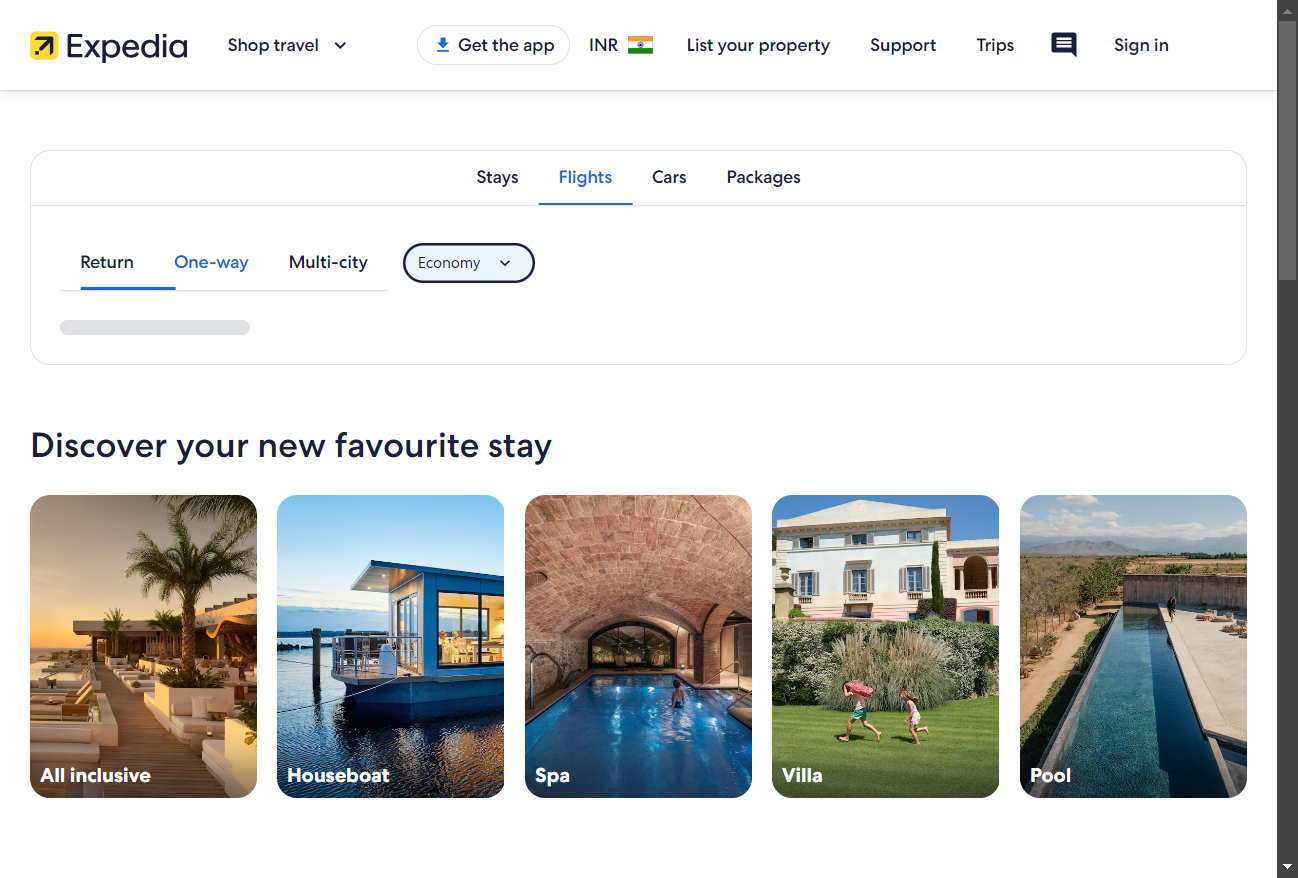 Expedia
Shop travel
Get the app
INR
List your property
Support
Trips
Sign in
Stays
Flights
Cars
Packages
Return
One-way
Multi-city
Economy
Discover your new favourite stay
All inclusive
Houseboat
Spa
Villa
Pool